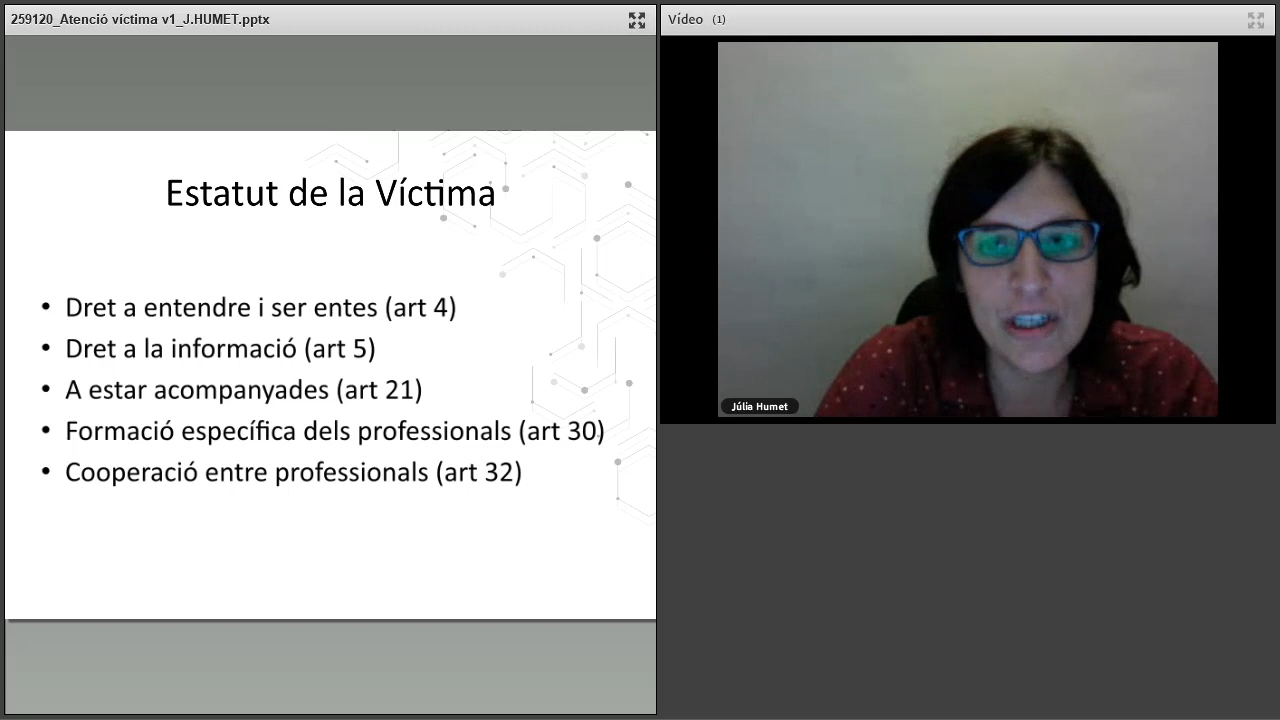 259120_Atenció víctima v1_J.HUMET.pptx
Vídeo (1)
Estatut de la Víctima
• Dret a entendre i ser entes (art 4)
• Dret a la informació (art 5)
• A estar acompanyades (art 21)
• Formació específica dels professionals (art 30)
• Cooperació entre professionals (art 32)
Júlia Humet